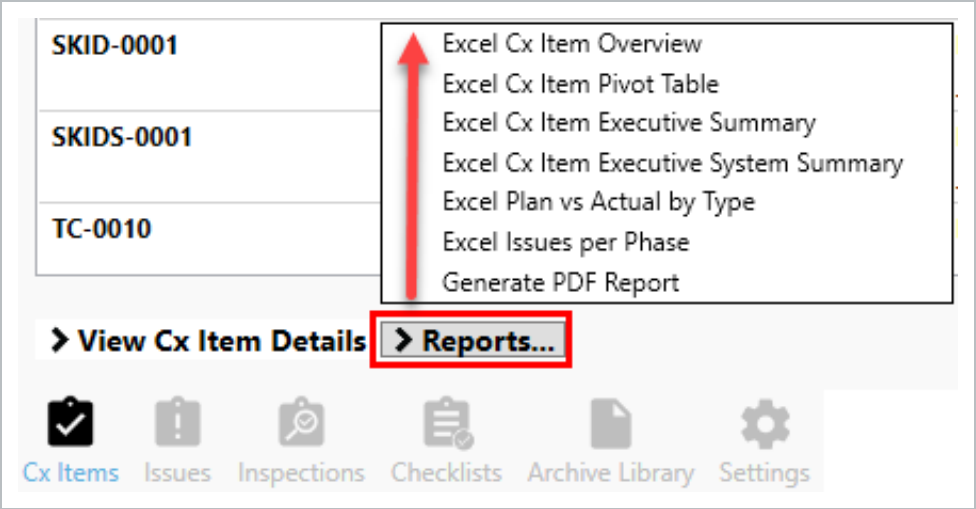 SKID-0001
SKIDS-0001
TC-0010
Excel Cx Item Overview
Excel Cx Item Pivot Table
Excel Cx Item Executive Summary
Excel Cx Item Executive System Summary
Excel Plan vs Actual by Type
Excel Issues per Phase
Generate PDF Report
View Cx Item Details
Reports...
Cx Items Issues Inspections Checklists Archive Library Settings